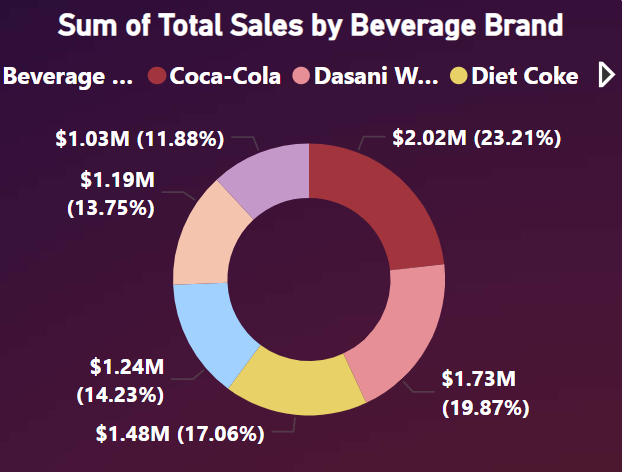 Sum of Total Sales by Beverage Brand
Beverage ... Coca-Cola Dasani W... Diet Coke
$1.03M (11.88%)
$2.02M (23.21%)
$1.19M
(13.75%)
$1.24M
(14.23%)
$1.73M
(19.87%)
$1.48M (17.06%)